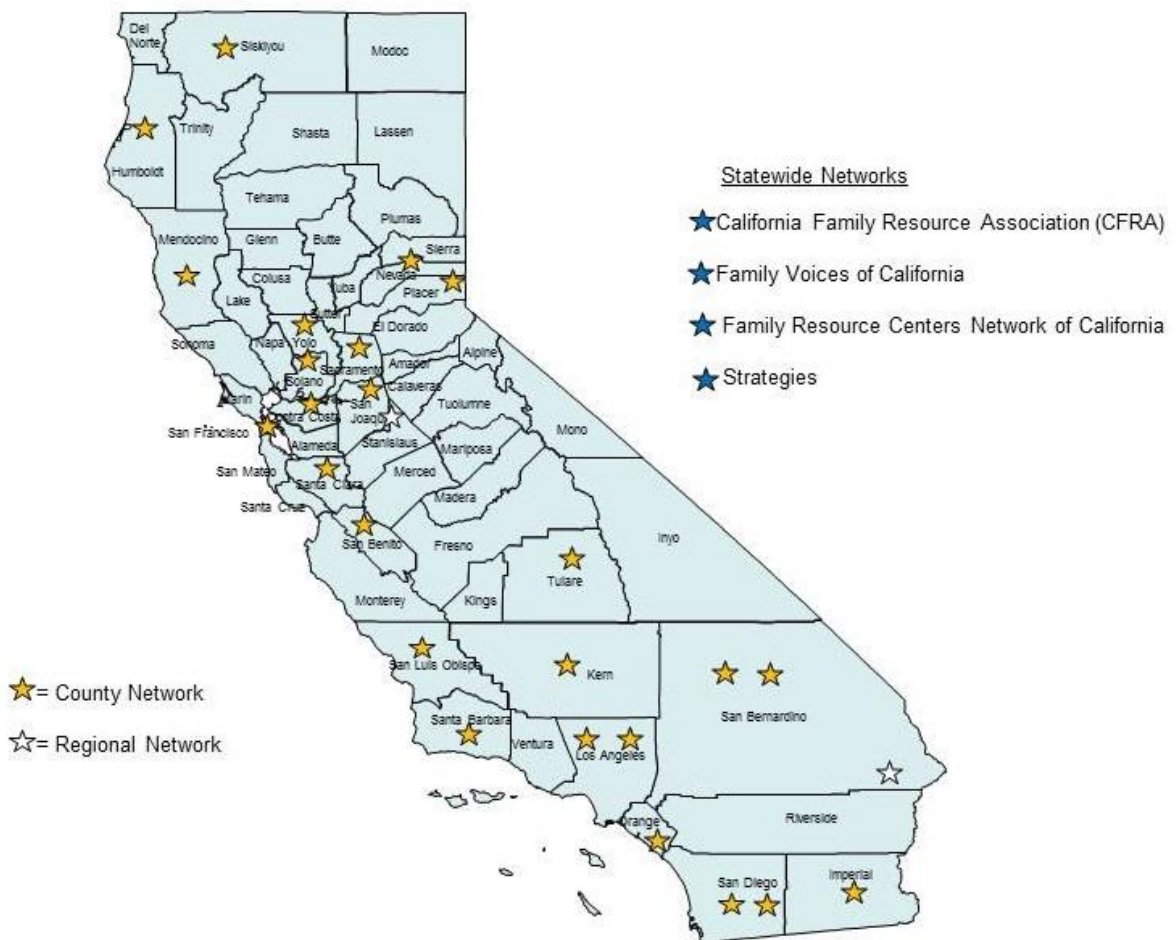 Del
Norte
Siskiyou
Modoc
Trinity
Shasta
Lassen
Humboldt
Tehama
Plumas
Mendocino
Glenn
Butte
Sierra
Colusa
Nevada
Lake
Yuba
Placer
Sutter
El Dorado
Sonoma
Napa
Yolo
Sacramento
Amador
Alpine
Solano
Calaveras
Marin
Contra Costa
San
Joaqu
Tuolumne
Mono
San Francisco
Alameda
Stanislaus
Mariposa
San Mateo
Santa Clara
Merced
Santa Cruz
Madera
San Benito
Fresno
Inyo
Tulare
Monterey
Kings
San Luis Obispo
Kern
San Bernardino
Santa Barbara
Ventura
Los Angeles
Orange
Riverside
San Diego
Imperial
Statewide Networks
California Family Resource Association (CFRA)
Family Voices of California
Family Resource Centers Network of California
Strategies
= County Network
= Regional Network